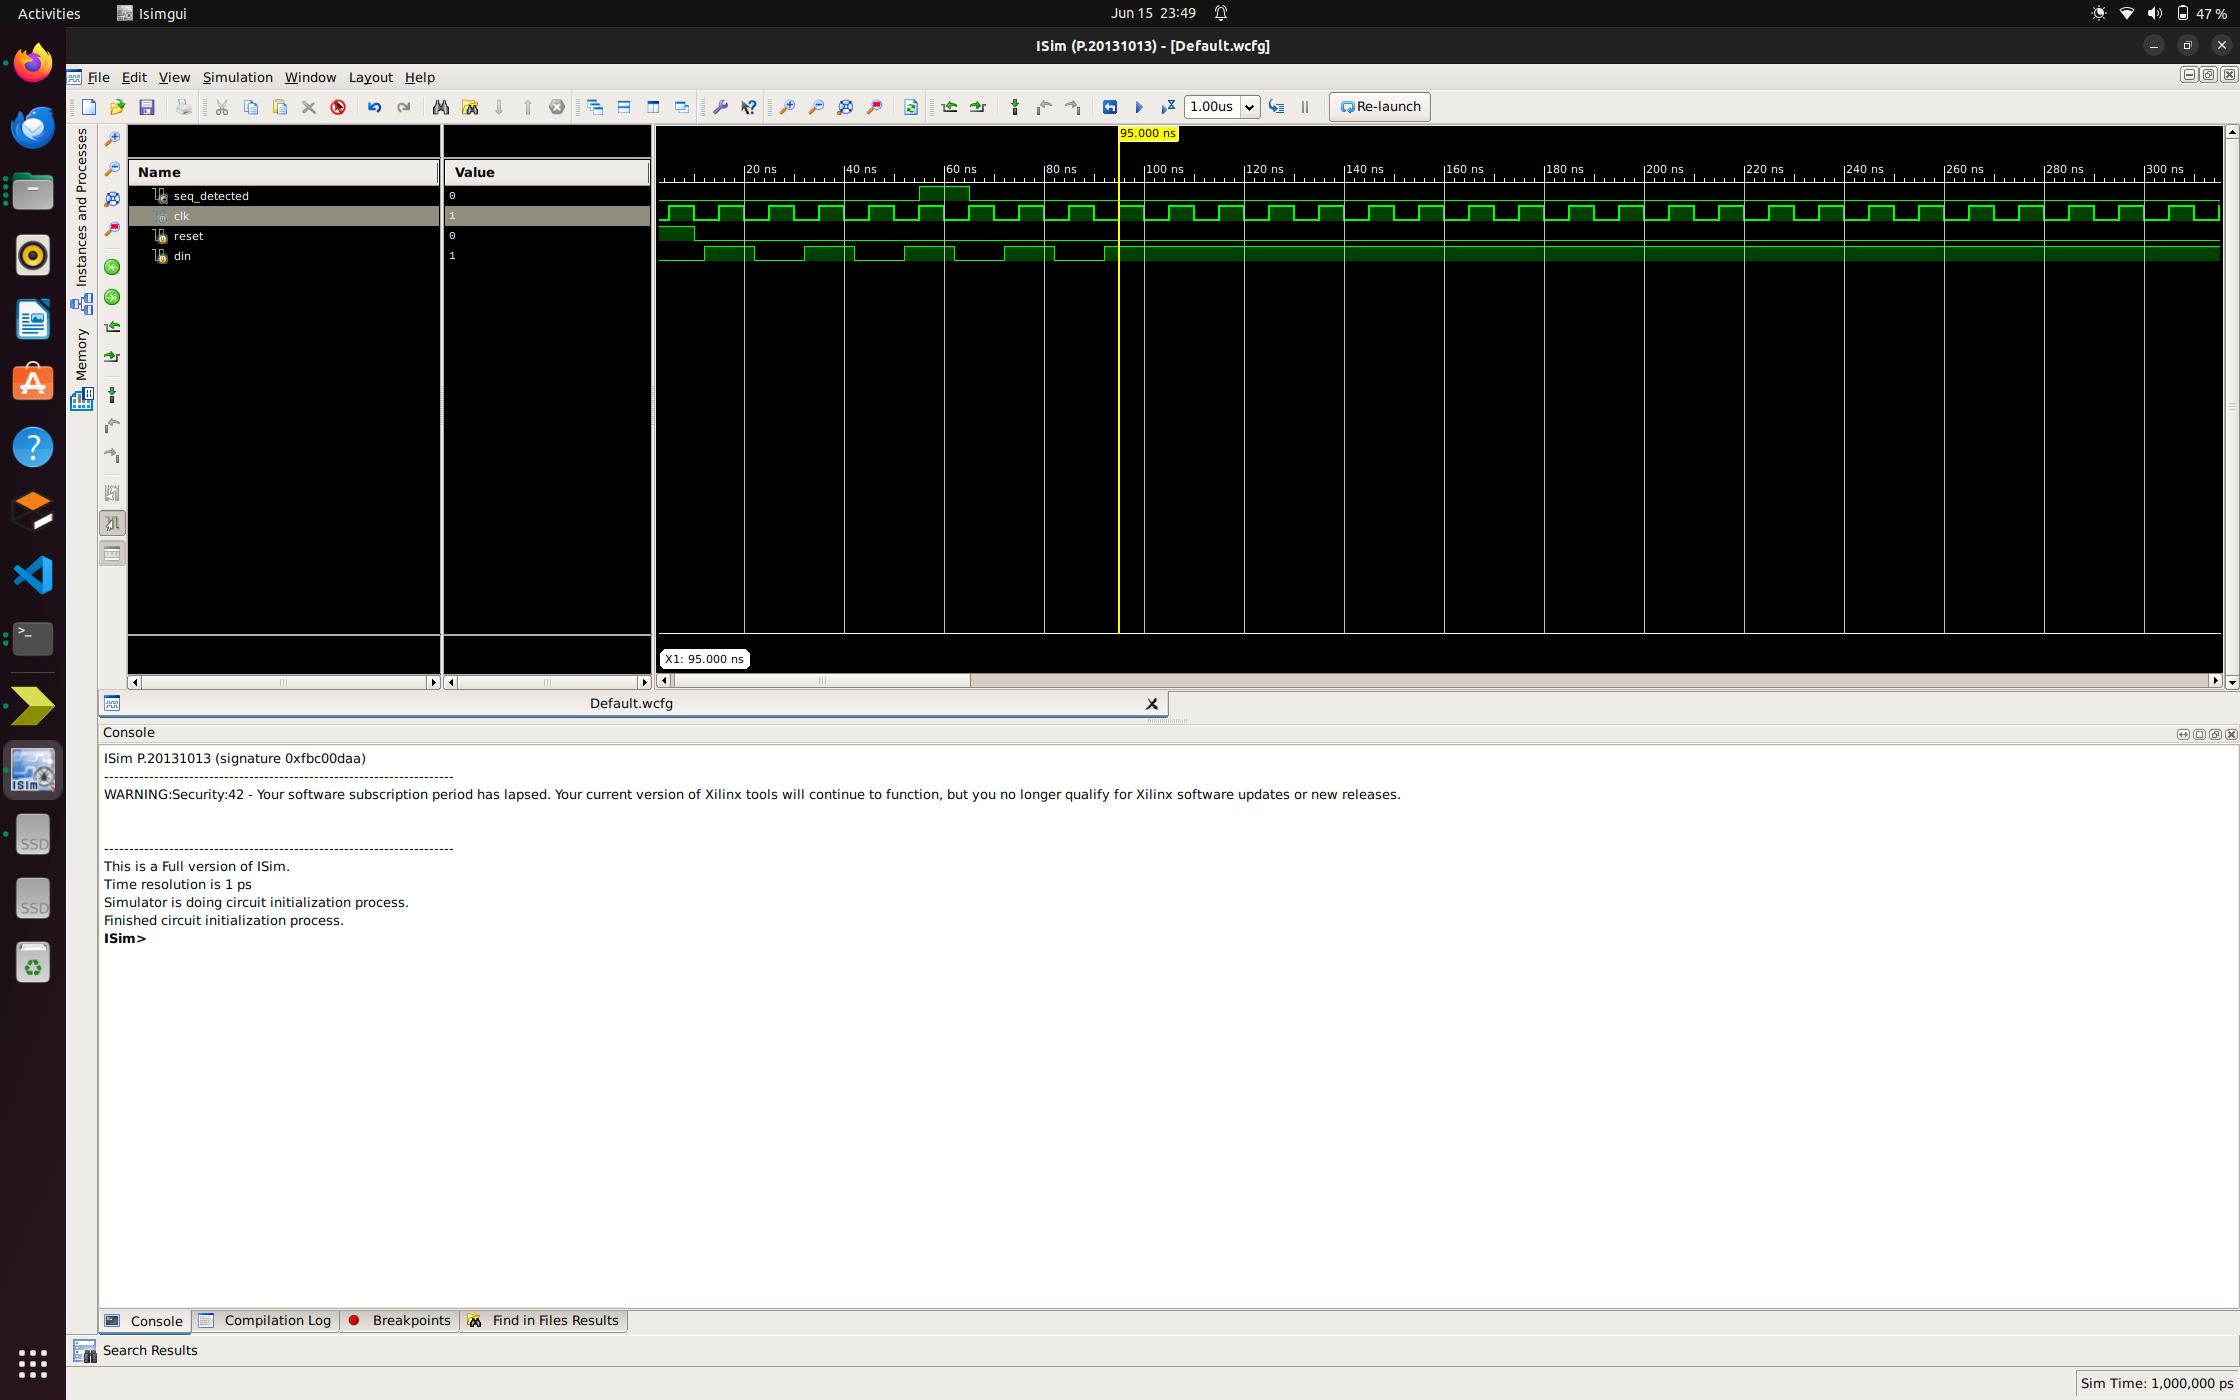 Activities
Isimgui
Jun 15 23:49
47 %
ISim (P.20131013) - [Default.wcfg]
File Edit View Simulation Window Layout Help
1.00us
Re-launch
Instances and Processes
Memory
Name
Value
seq_detected
0
clk
1
reset
0
din
1
95.000 ns
20 ns
40 ns
60 ns
80 ns
100 ns
120 ns
140 ns
160 ns
180 ns
200 ns
220 ns
240 ns
260 ns
280 ns
300 ns
X1: 95.000 ns
Default.wcfg
Console
ISim P.20131013 (signature 0xfbc00daa)
----------------------------------------------------------------------
WARNING:Security:42 - Your software subscription period has lapsed. Your current version of Xilinx tools will continue to function, but you no longer qualify for Xilinx software updates or new releases.
----------------------------------------------------------------------
This is a Full version of ISim.
Time resolution is 1 ps
Simulator is doing circuit initialization process.
Finished circuit initialization process.
ISim>
Console
Compilation Log
Breakpoints
Find in Files Results
Search Results
Sim Time: 1,000,000 ps
ISim
SSD
SSD